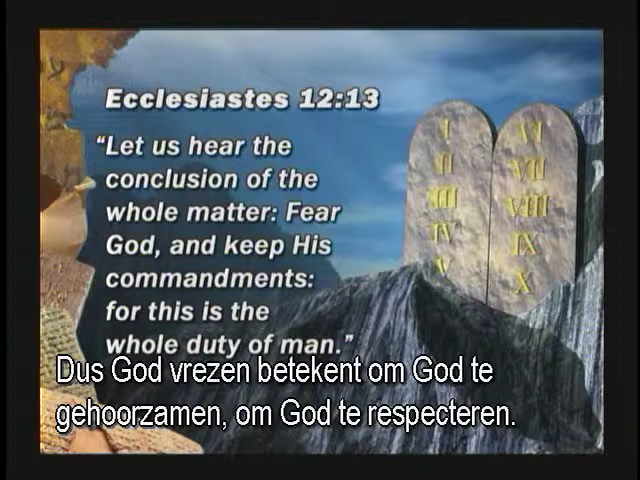 Ecclesiastes 12:13
“Let us hear the
conclusion of the
whole matter: Fear
God, and keep His
commandments:
for this is the
whole duty of man.”
I
II
III
IV
V
VI
VII
VIII
IX
X
Dus God vrezen betekent om God te
gehoorzamen, om God te respecteren.